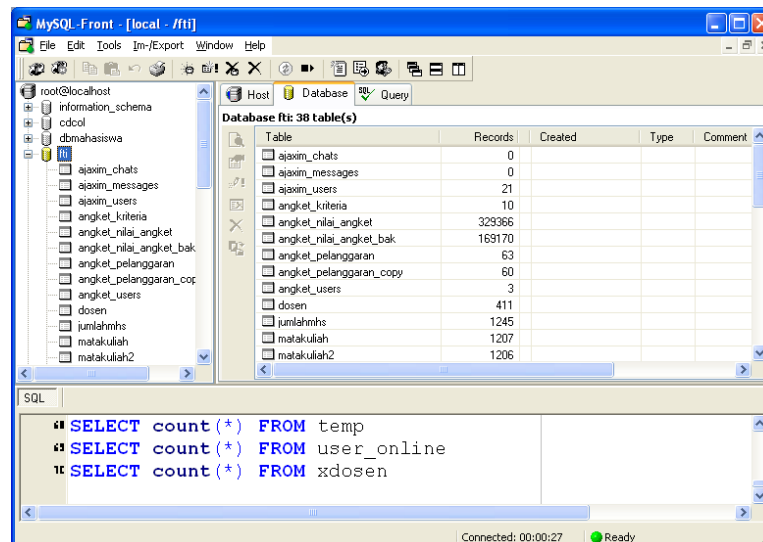 MySQL-Front - [local - /fti]
File Edit Tools Im-/Export Window Help
root@localhost
information_schema
cdcol
dbmahasiswa
fti
ajaxim_chats
ajaxim_messages
ajaxim_users
angket_kriteria
angket_nilai_angket
angket_nilai_angket_bak
angket_pelanggaran
angket_pelanggaran_cop
angket_users
dosen
jumlahmhs
matakuliah
matakuliah2
Host Database SQL Query
Database fti: 38 table(s)
Table Records Created Type Comment
ajaxim_chats 0
ajaxim_messages 0
ajaxim_users 21
angket_kriteria 10
angket_nilai_angket 329366
angket_nilai_angket_bak 169170
angket_pelanggaran 63
angket_pelanggaran_copy 60
angket_users 3
dosen 411
jumlahmhs 1245
matakuliah 1207
matakuliah2 1206
SQL
68 SELECT count(*) FROM temp
69 SELECT count(*) FROM user_online
70 SELECT count(*) FROM xdosen
Connected: 00:00:27 Ready